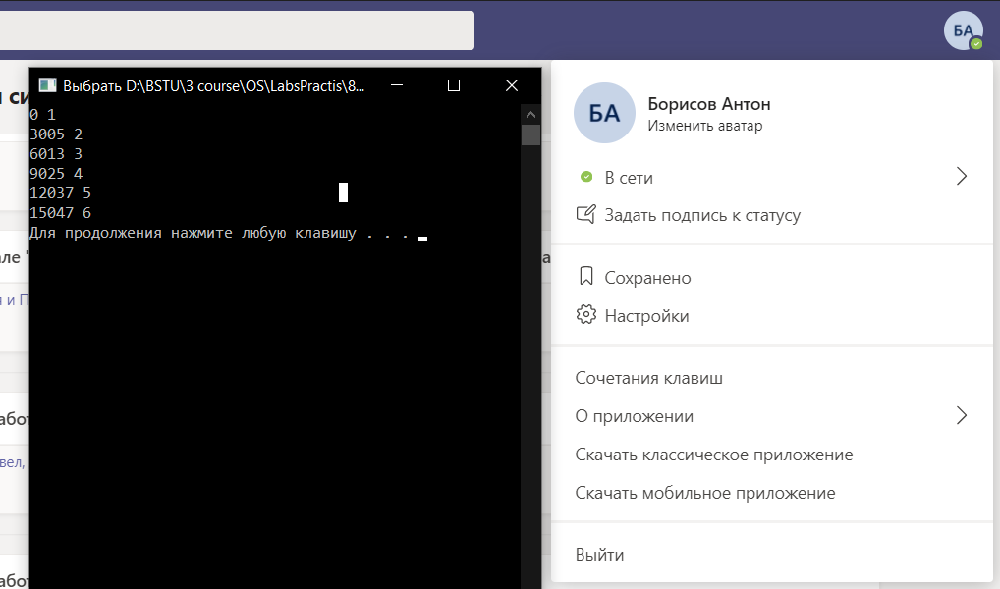 БА
Выбрать D:\BSTU\3 course\OS\LabsPractis\8...
0 1
3005 2
6013 3
9025 4
12037 5
15047 6
Для продолжения нажмите любую клавишу . . .
БА
Борисов Антон
Изменить аватар
В сети
Задать подпись к статусу
Сохранено
Настройки
Сочетания клавиш
О приложении
Скачать классическое приложение
Скачать мобильное приложение
Выйти